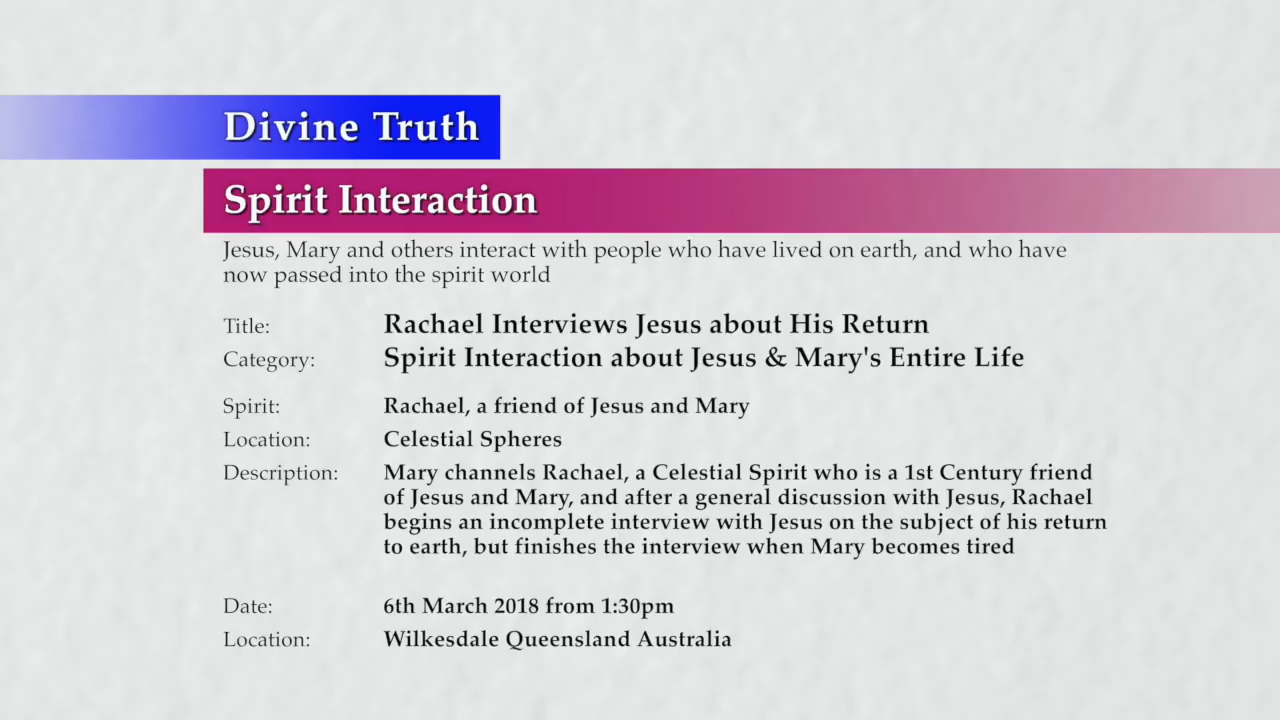 Divine Truth
Spirit Interaction
Jesus, Mary and others interact with people who have lived on earth, and who have
now passed into the spirit world
Title: Rachael Interviews Jesus about His Return
Category: Spirit Interaction about Jesus & Mary's Entire Life
Spirit: Rachael, a friend of Jesus and Mary
Location: Celestial Spheres
Description: Mary channels Rachael, a Celestial Spirit who is a 1st Century friend
of Jesus and Mary, and after a general discussion with Jesus, Rachael
begins an incomplete interview with Jesus on the subject of his return
to earth, but finishes the interview when Mary becomes tired
Date: 6th March 2018 from 1:30pm
Location: Wilkesdale Queensland Australia